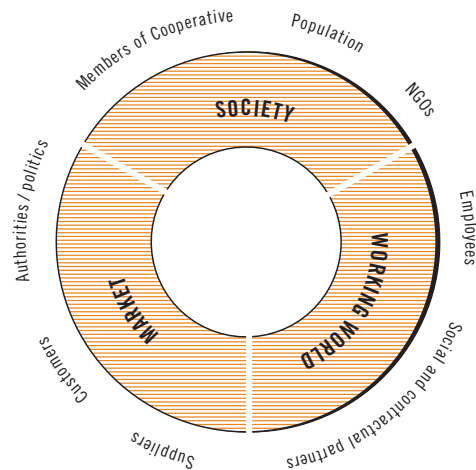 Members of Cooperative
Population
NGOs
SOCIETY
Authorities / politics
Employees
MARKET
WORKING WORLD
Customers
Social and contractual partners
Suppliers